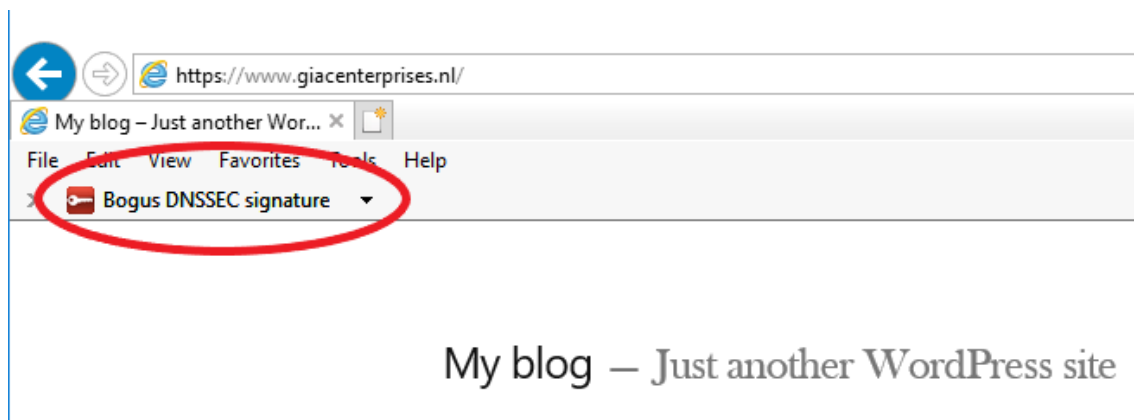 https://www.giacenterprises.nl/
My blog – Just another Wor...
File Edit View Favorites Tools Help
Bogus DNSSEC signature
My blog — Just another WordPress site